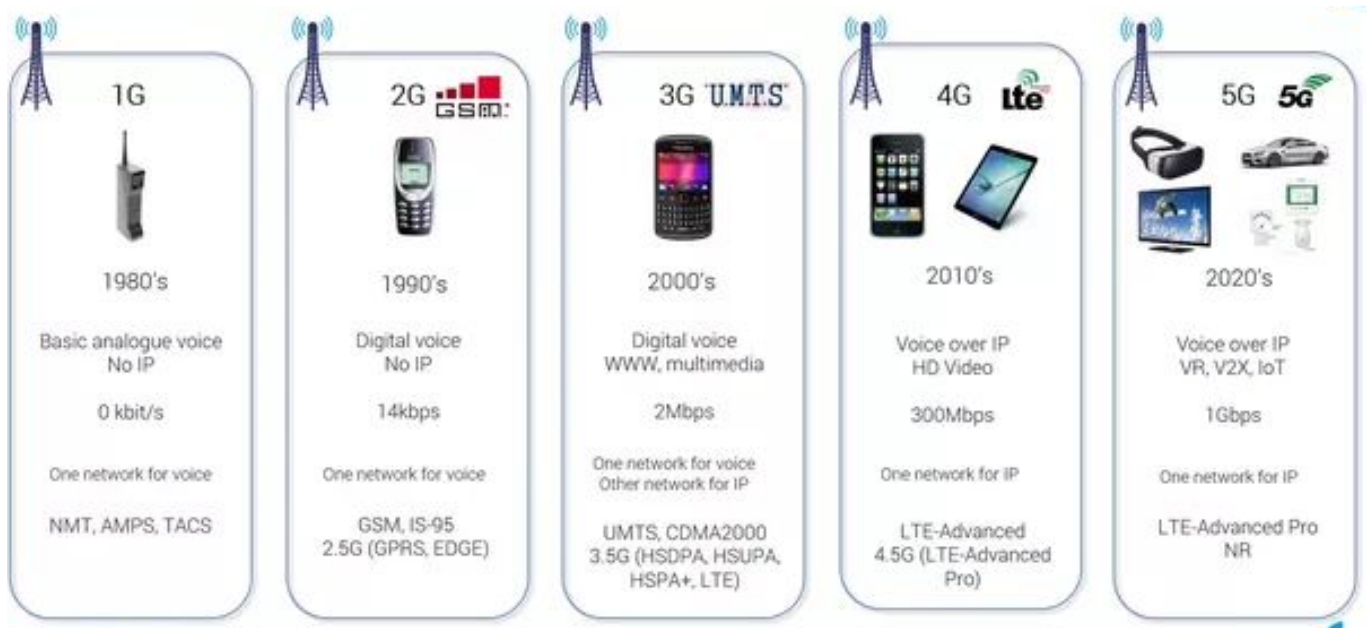 1G
1980's
Basic analogue voice
No IP
0 kbit/s
One network for voice
NMT, AMPS, TACS
2G GSM
1990's
Digital voice
No IP
14kbps
One network for voice
GSM, IS-95
2.5G (GPRS, EDGE)
3G U.M.T.S
2000's
Digital voice
WWW, multimedia
2Mbps
One network for voice
Other network for IP
UMTS, CDMA2000
3.5G (HSDPA, HSUPA,
HSPA+, LTE)
4G lte
2010's
Voice over IP
HD Video
300Mbps
One network for IP
LTE-Advanced
4.5G (LTE-Advanced
Pro)
5G 5G
2020's
Voice over IP
VR, V2X, IoT
1Gbps
One network for IP
LTE-Advanced Pro
NR